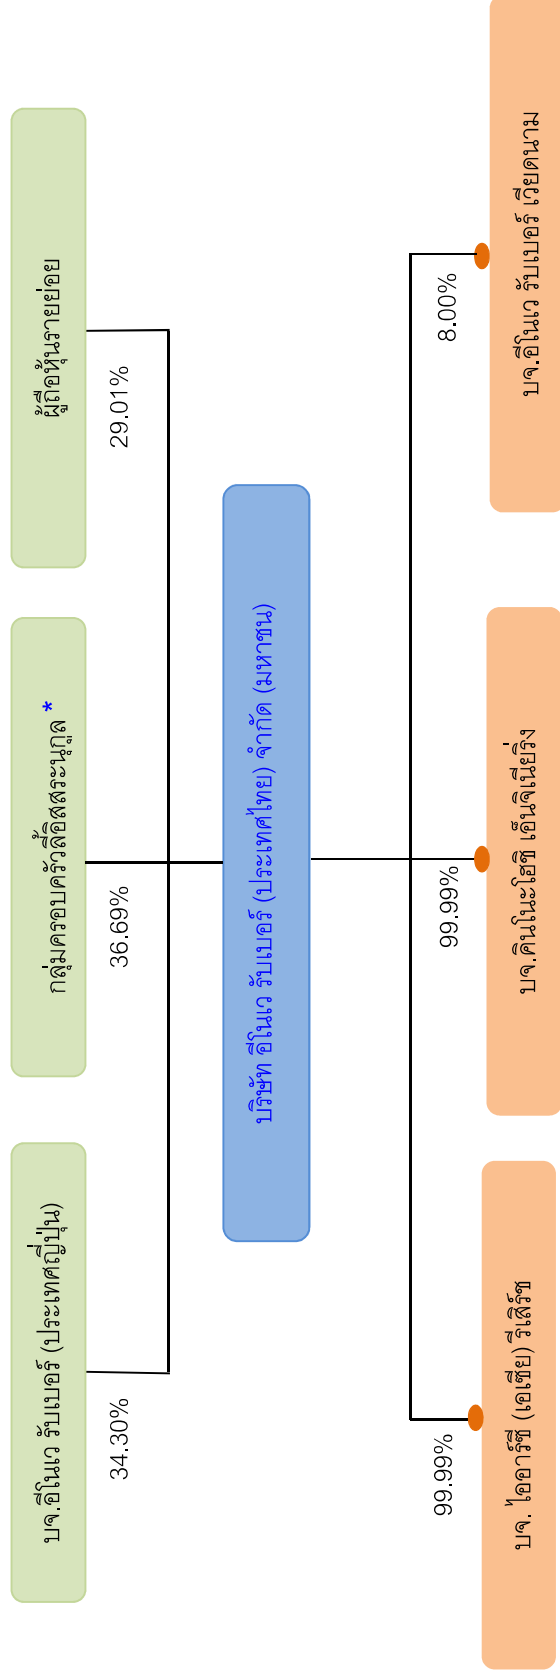 บจ.อีโนเว รับเบอร์ (ประเทศญี่ปุ่น)
กลุ่มครอบครัวลี้อิสสระนุกูล *
ผู้ถือหุ้นรายย่อย
34.30%
36.69%
29.01%
บริษัท อีโนเว รับเบอร์ (ประเทศไทย) จำกัด (มหาชน)
99.99%
99.99%
8.00%
บจ. ไออาร์ซี (เอเชีย) รีเสิร์ช
บจ.คินโนะโฮชิ เอ็นจิเนียริ่ง
บจ.อีโนเว รับเบอร์ เวียดนาม